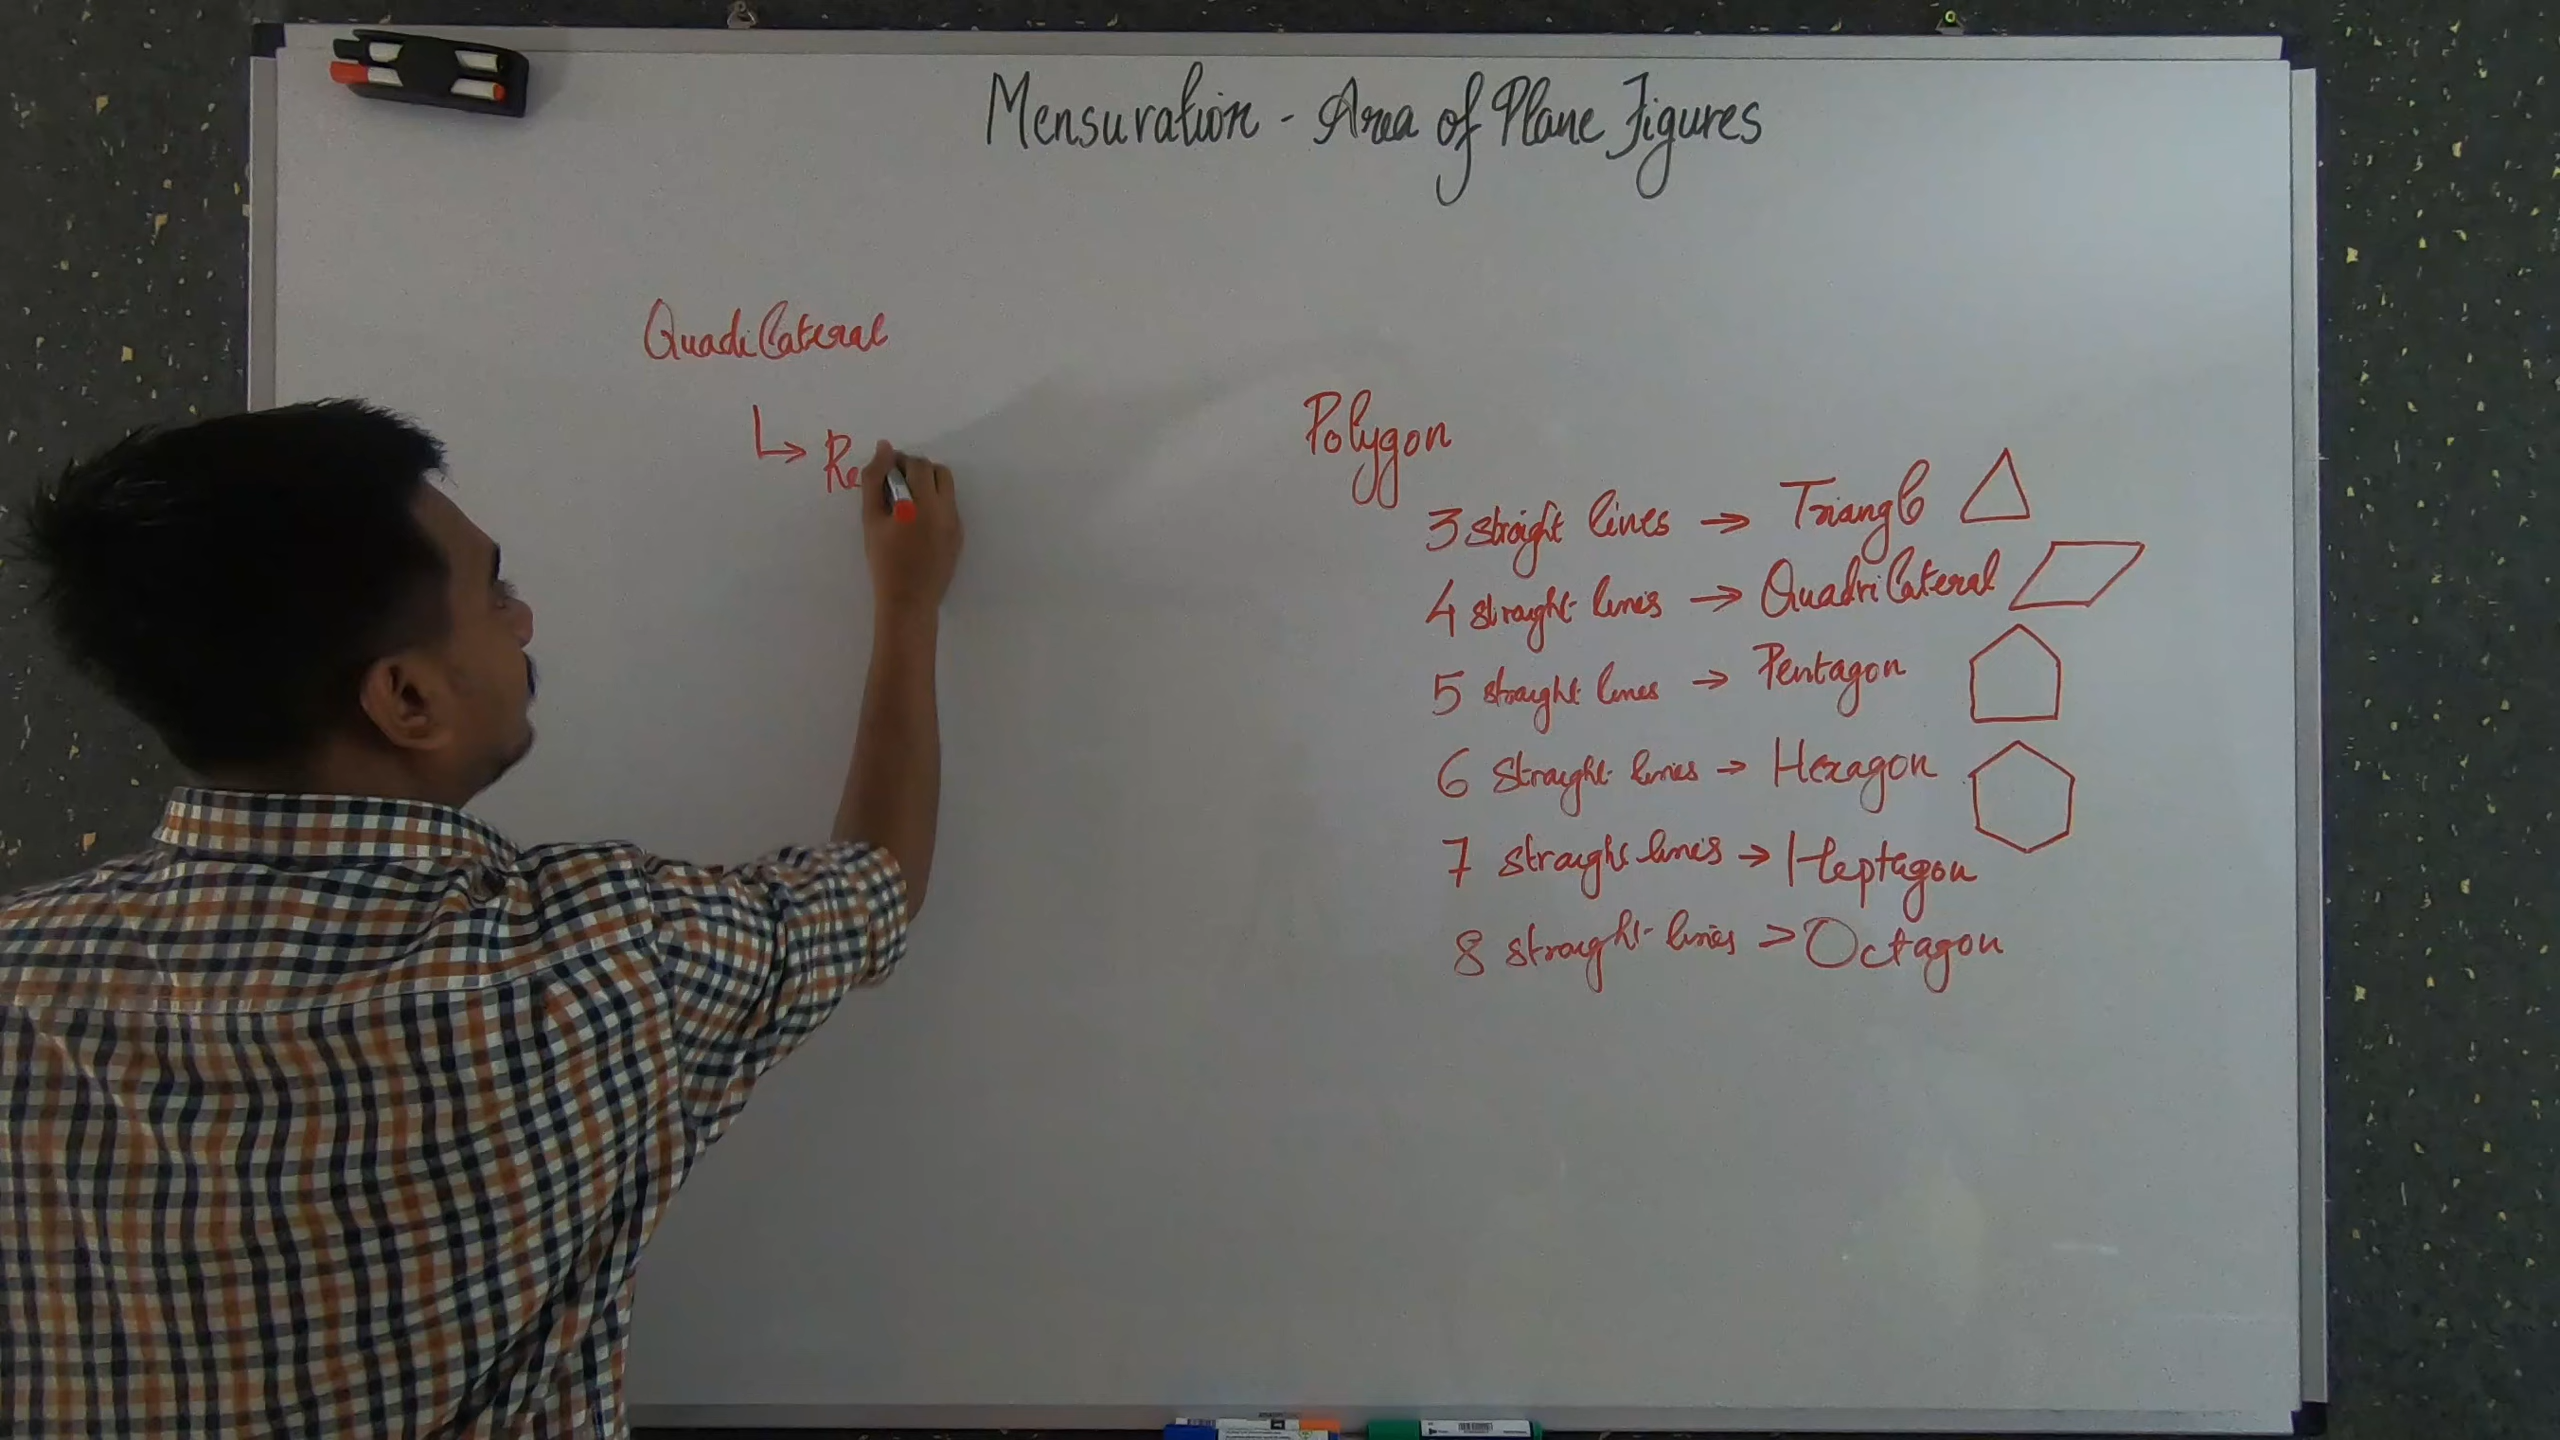 Mensuration - Area of Plane Figures
Quadilateral
↳ Re
Polygon
3 straight lines → Triangle
4 straight lines → Quadrilateral
5 straight lines → Pentagon
6 straight lines → Hexagon
7 straight lines → Heptagon
8 straight lines → Octagon